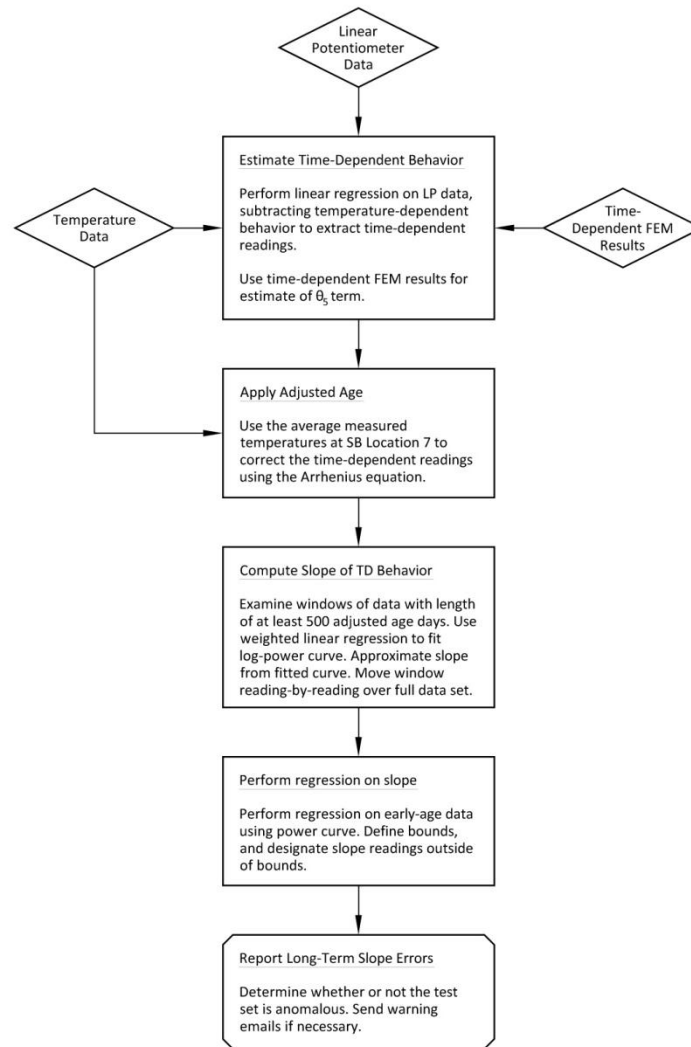 Linear
Potentiometer
Data
Estimate Time-Dependent Behavior
Perform linear regression on LP data,
subtracting temperature-dependent
behavior to extract time-dependent
readings.
Use time-dependent FEM results for
estimate of θ₅ term.
Temperature
Data
Time-
Dependent FEM
Results
Apply Adjusted Age
Use the average measured
temperatures at SB Location 7 to
correct the time-dependent readings
using the Arrhenius equation.
Compute Slope of TD Behavior
Examine windows of data with length
of at least 500 adjusted age days. Use
weighted linear regression to fit
log-power curve. Approximate slope
from fitted curve. Move window
reading-by-reading over full data set.
Perform regression on slope
Perform regression on early-age data
using power curve. Define bounds,
and designate slope readings outside
of bounds.
Report Long-Term Slope Errors
Determine whether or not the test
set is anomalous. Send warning
emails if necessary.